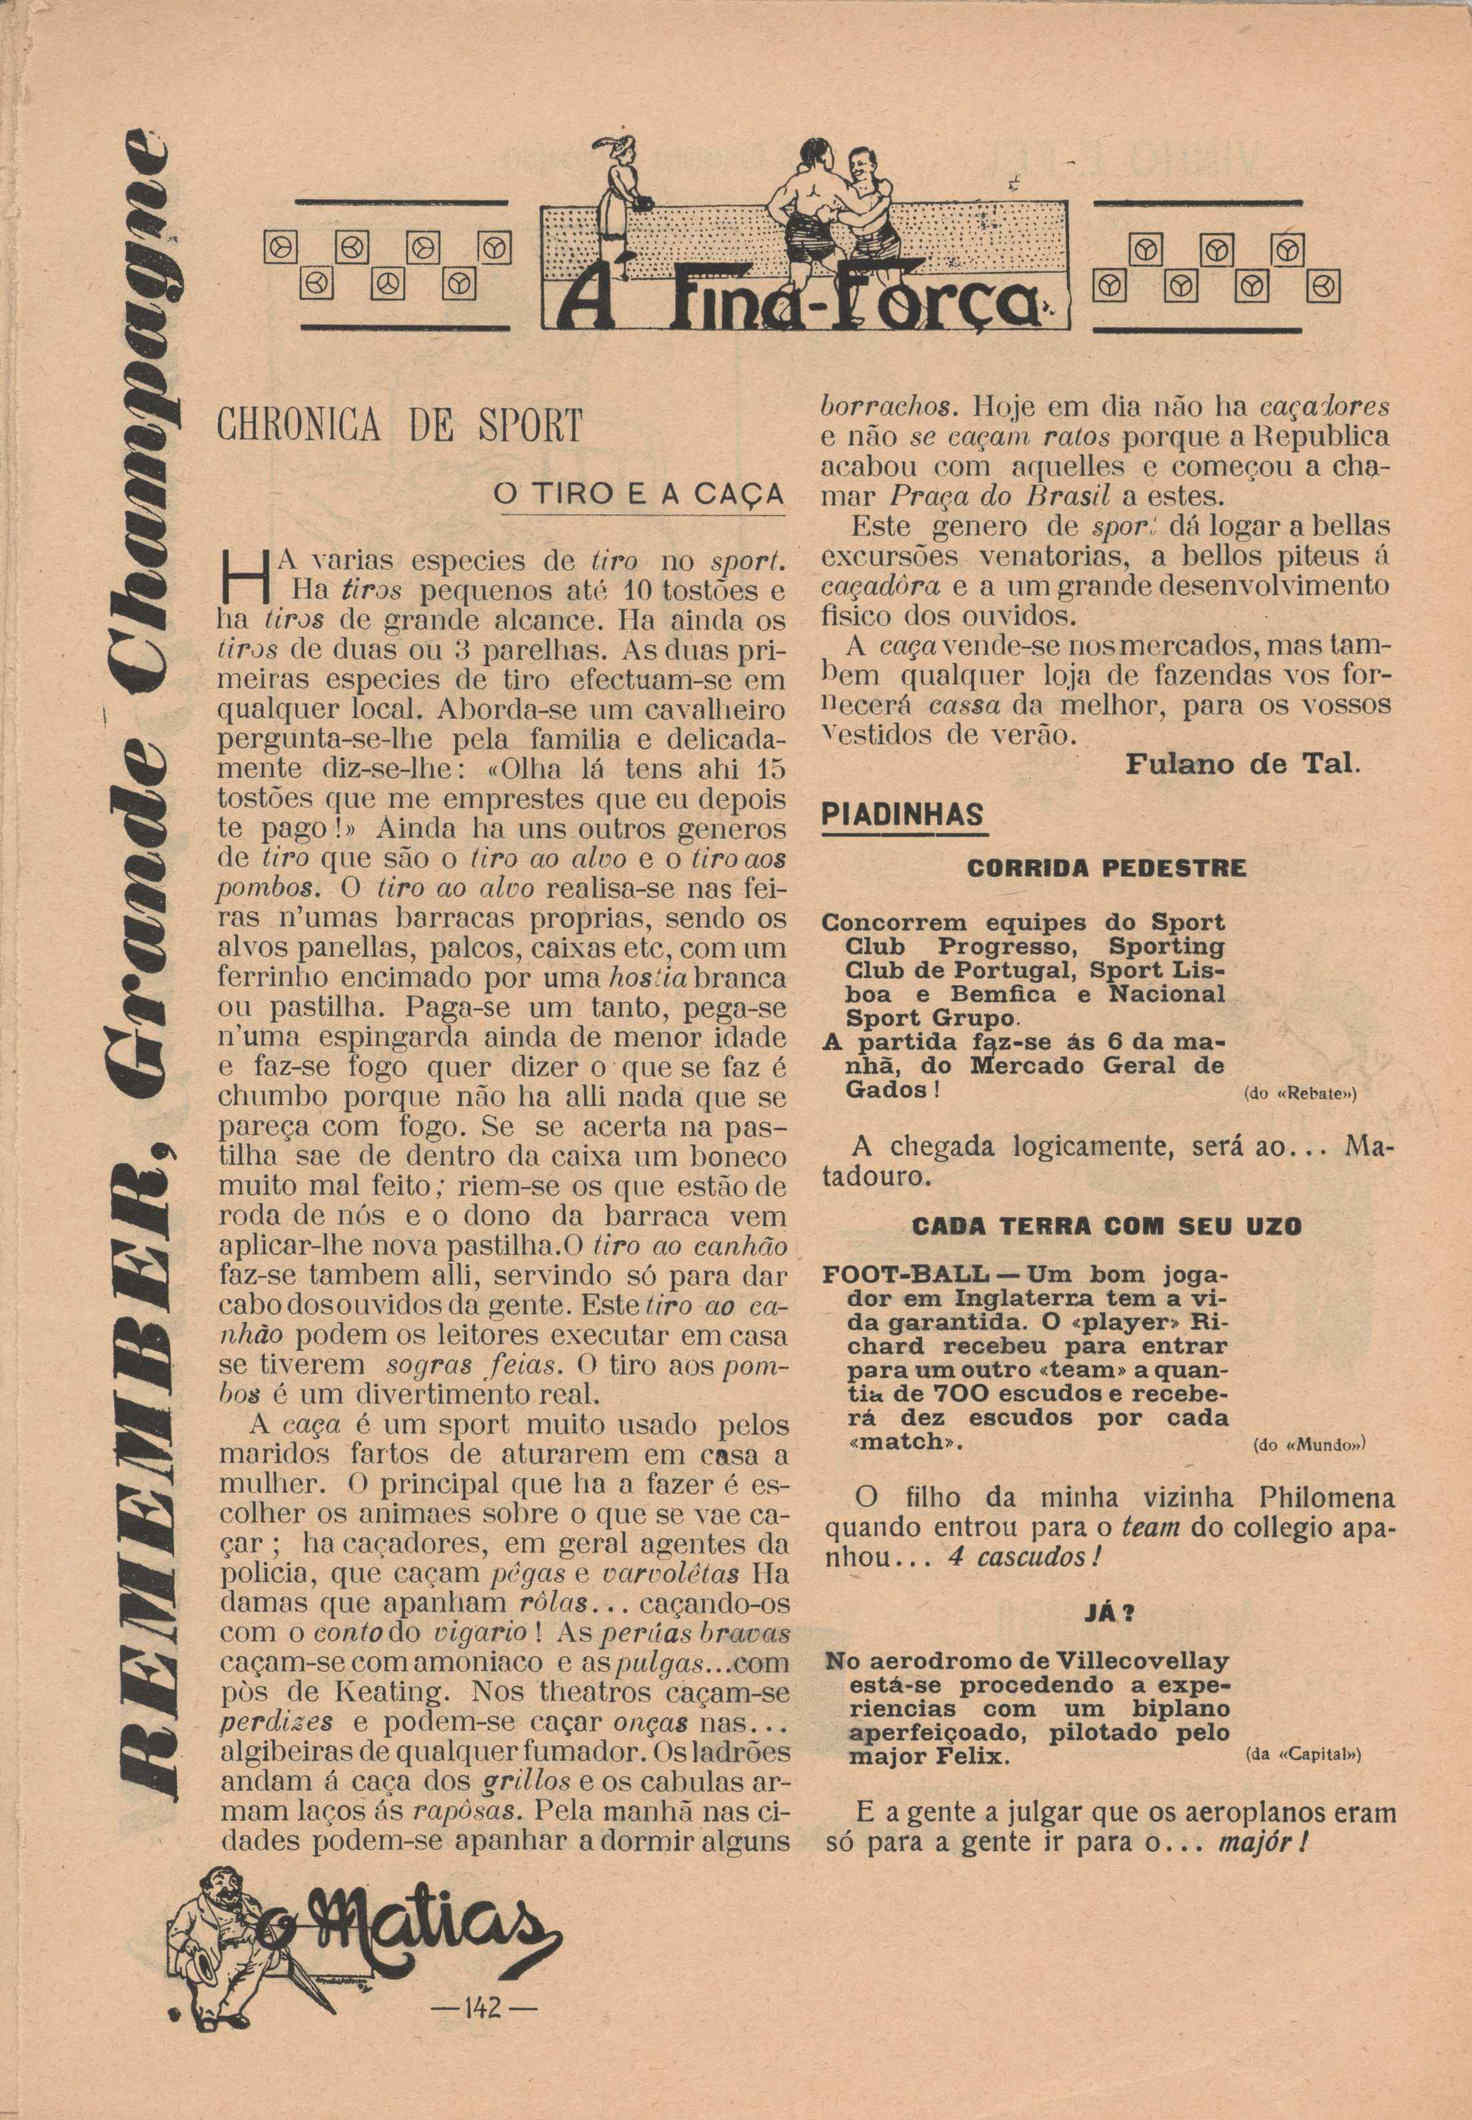 REMEMBER, Grande Champagne
A Fina-Força
CHRONICA DE SPORT
O TIRO E A CAÇA
HA varias especies de tiro no sport.
Ha tiros pequenos até 10 tostões e
ha tiros de grande alcance. Ha ainda os
tiros de duas ou 3 parelhas. As duas pri-
meiras especies de tiro efectuam-se em
qualquer local. Aborda-se um cavalheiro
pergunta-se-lhe pela familia e delicada-
mente diz-se-lhe: «Olha lá tens ahi 15
tostões que me emprestes que eu depois
te pago!» Ainda ha uns outros generos
de tiro que são o tiro ao alvo e o tiro aos
pombos. O tiro ao alvo realisa-se nas fei-
ras n'umas barracas proprias, sendo os
alvos panellas, palcos, caixas etc, com um
ferrinho encimado por uma hostia branca
ou pastilha. Paga-se um tanto, pega-se
n'uma espingarda ainda de menor idade
e faz-se fogo quer dizer o que se faz é
chumbo porque não ha alli nada que se
pareça com fogo. Se se acerta na pas-
tilha sae de dentro da caixa um boneco
muito mal feito; riem-se os que estão de
roda de nós e o dono da barraca vem
aplicar-lhe nova pastilha.O tiro ao canhão
faz-se tambem alli, servindo só para dar
cabo dos ouvidos da gente. Este tiro ao ca-
nhão podem os leitores executar em casa
se tiverem sogras feias. O tiro aos pom-
bos é um divertimento real.
A caça é um sport muito usado pelos
maridos fartos de aturarem em casa a
mulher. O principal que ha a fazer é es-
colher os animaes sobre o que se vae ca-
çar ; ha caçadores, em geral agentes da
policia, que caçam pêgas e varvolêtas Ha
damas que apanham rôlas... caçando-os
com o conto do vigario! As perúas bravas
caçam-se com amoniaco e as pulgas...com
pòs de Keating. Nos theatros caçam-se
perdizes e podem-se caçar onças nas...
algibeiras de qualquer fumador. Os ladrões
andam á caça dos grillos e os cabulas ar-
mam laços ás rapôsas. Pela manhã nas ci-
dades podem-se apanhar a dormir alguns
borrachos. Hoje em dia não ha caçadores
e não se caçam ratos porque a Republica
acabou com aquelles e começou a cha-
mar Praça do Brasil a estes.
Este genero de sport dá logar a bellas
excursões venatorias, a bellos piteus á
caçadôra e a um grande desenvolvimento
fisico dos ouvidos.
A caça vende-se nos mercados, mas tam-
bem qualquer loja de fazendas vos for-
necerá cassa da melhor, para os vossos
vestidos de verão.
Fulano de Tal.
PIADINHAS
CORRIDA PEDESTRE
Concorrem equipes do Sport
Club Progresso, Sporting
Club de Portugal, Sport Lis-
boa e Bemfica e Nacional
Sport Grupo.
A partida faz-se ás 6 da ma-
nhã, do Mercado Geral de
Gados! (do «Rebate»)
A chegada logicamente, será ao... Ma-
tadouro.
CADA TERRA COM SEU UZO
FOOT-BALL — Um bom joga-
dor em Inglaterra tem a vi-
da garantida. O «player» Ri-
chard recebeu para entrar
para um outro «team» a quan-
tia de 700 escudos e recebe-
rá dez escudos por cada
«match». (do «Mundo»)
O filho da minha vizinha Philomena
quando entrou para o team do collegio apa-
nhou... 4 cascudos!
JÁ?
No aerodromo de Villecovellay
está-se procedendo a expe-
riencias com um biplano
aperfeiçoado, pilotado pelo
major Felix. (da «Capital»)
E a gente a julgar que os aeroplanos eram
só para a gente ir para o... majór!
o Matias
—142—